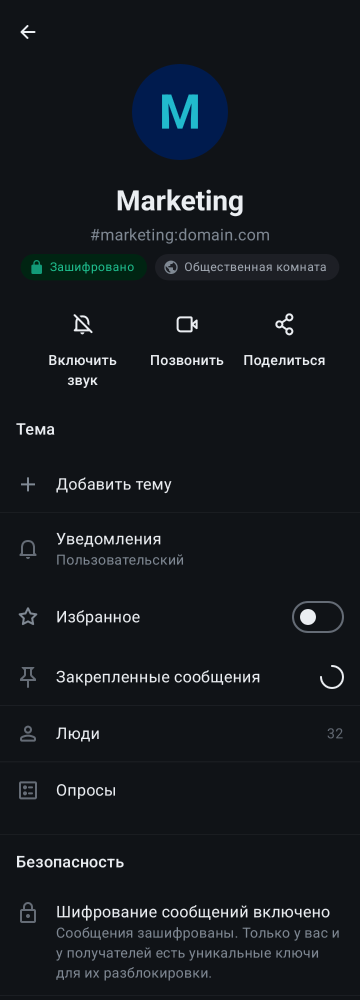 M
Marketing
#marketing:domain.com
Зашифровано
Общественная комната
Включить
звук
Позвонить
Поделиться
Тема
Добавить тему
Уведомления
Пользовательский
Избранное
Закрепленные сообщения
Люди
32
Опросы
Безопасность
Шифрование сообщений включено
Сообщения зашифрованы. Только у вас и
у получателей есть уникальные ключи
для их разблокировки.